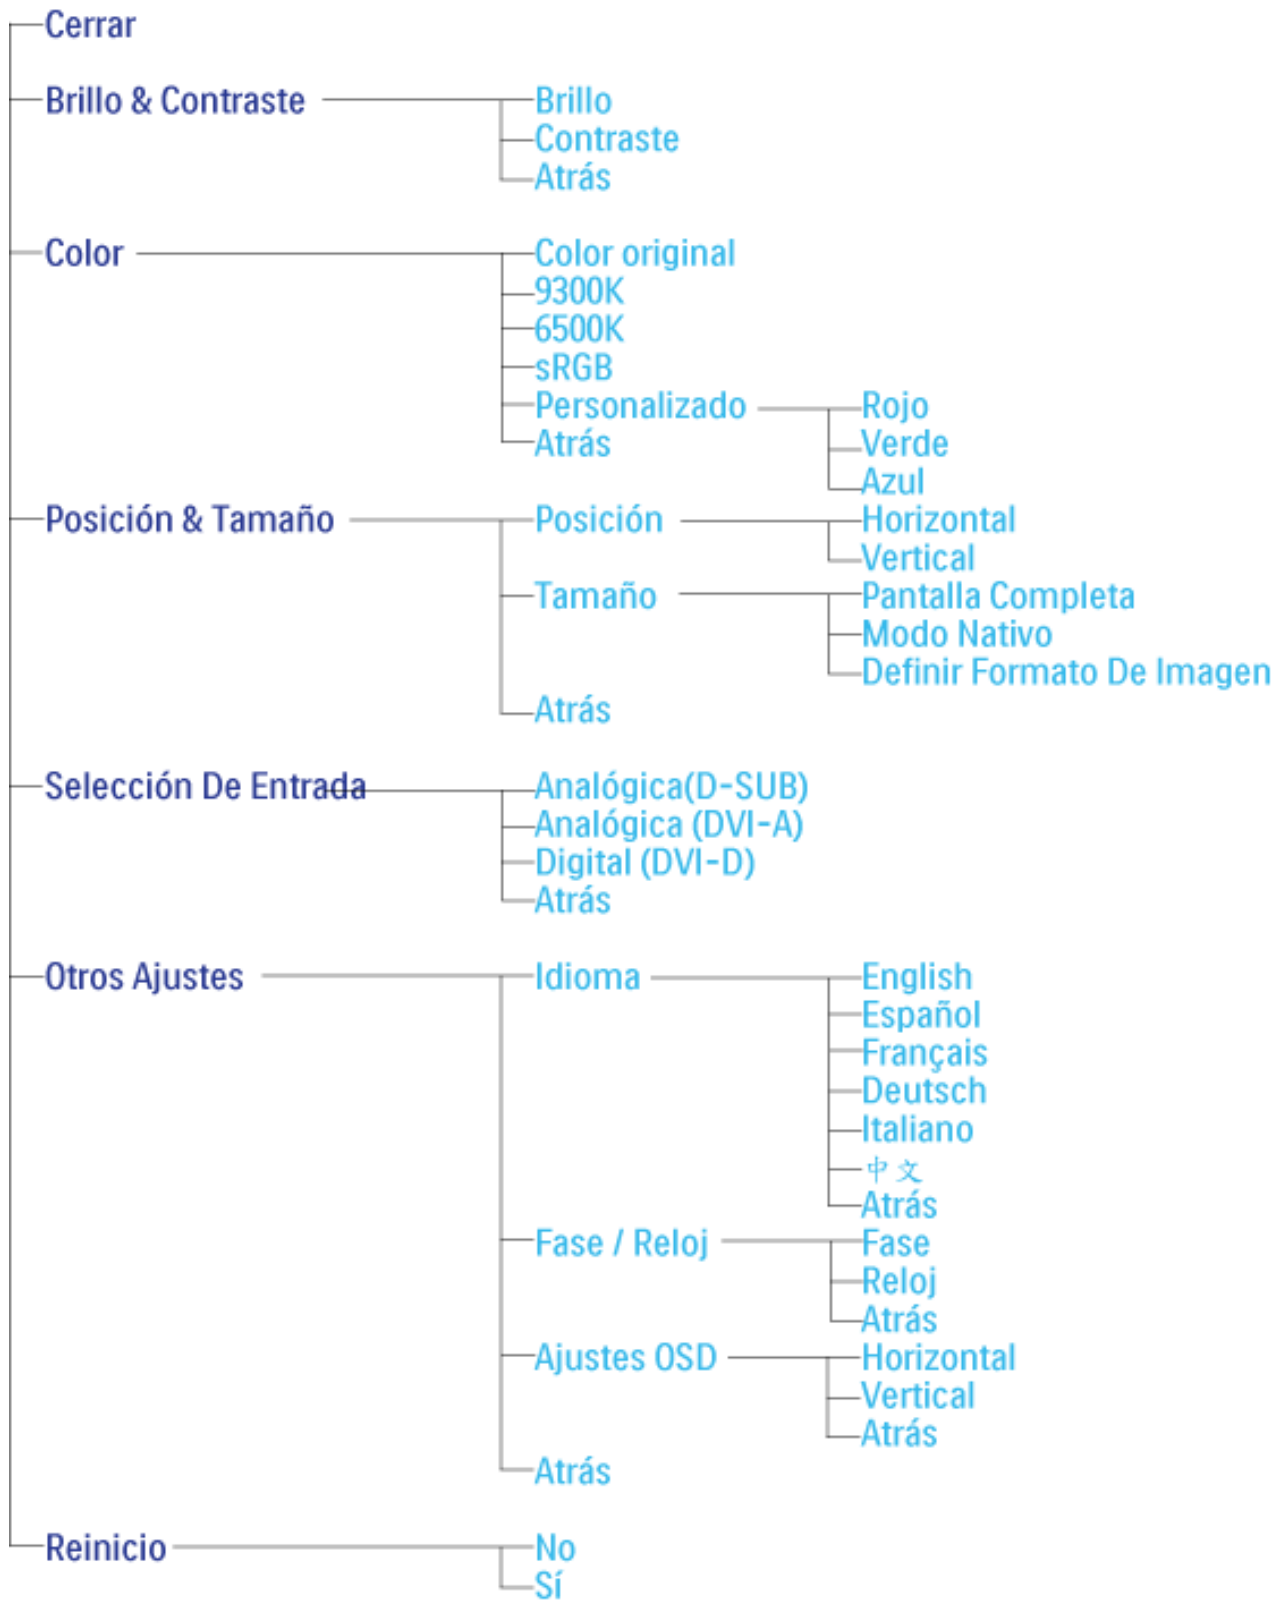 Cerrar
Brillo & Contraste
Brillo
Contraste
Atrás
Color
Color original
9300K
6500K
sRGB
Personalizado
Rojo
Atrás
Verde
Azul
Posición & Tamaño
Posición
Horizontal
Vertical
Tamaño
Pantalla Completa
Modo Nativo
Definir Formato De Imagen
Atrás
Selección De Entrada
Analógica(D-SUB)
Analógica (DVI-A)
Digital (DVI-D)
Atrás
Otros Ajustes
Idioma
English
Español
Français
Deutsch
Italiano
中文
Atrás
Fase / Reloj
Fase
Reloj
Atrás
Ajustes OSD
Horizontal
Vertical
Atrás
Atrás
Reinicio
No
Sí